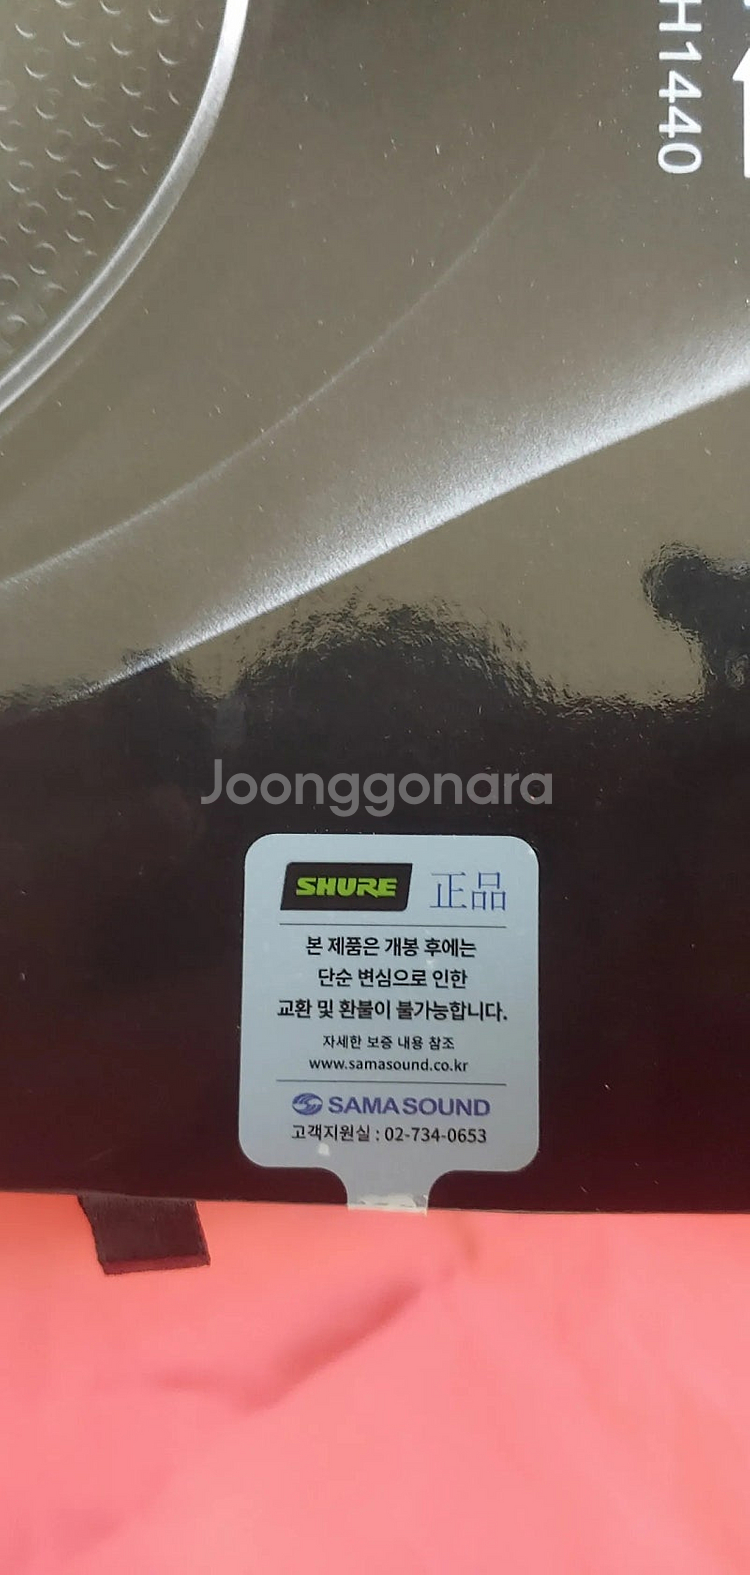 H1440
Joonggonara
SHURE 正品
본 제품은 개봉 후에는
단순 변심으로 인한
교환 및 환불이 불가능합니다.
자세한 보증 내용 참조
www.samasound.co.kr
SAMA SOUND
고객지원실 : 02-734-0653